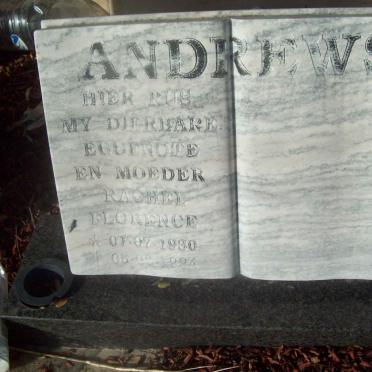 ANDREWS
HIER RUS
MY DIERBARE
EGGENOTE
EN MOEDER
RACHEL
FLORENCE
07-07-1930